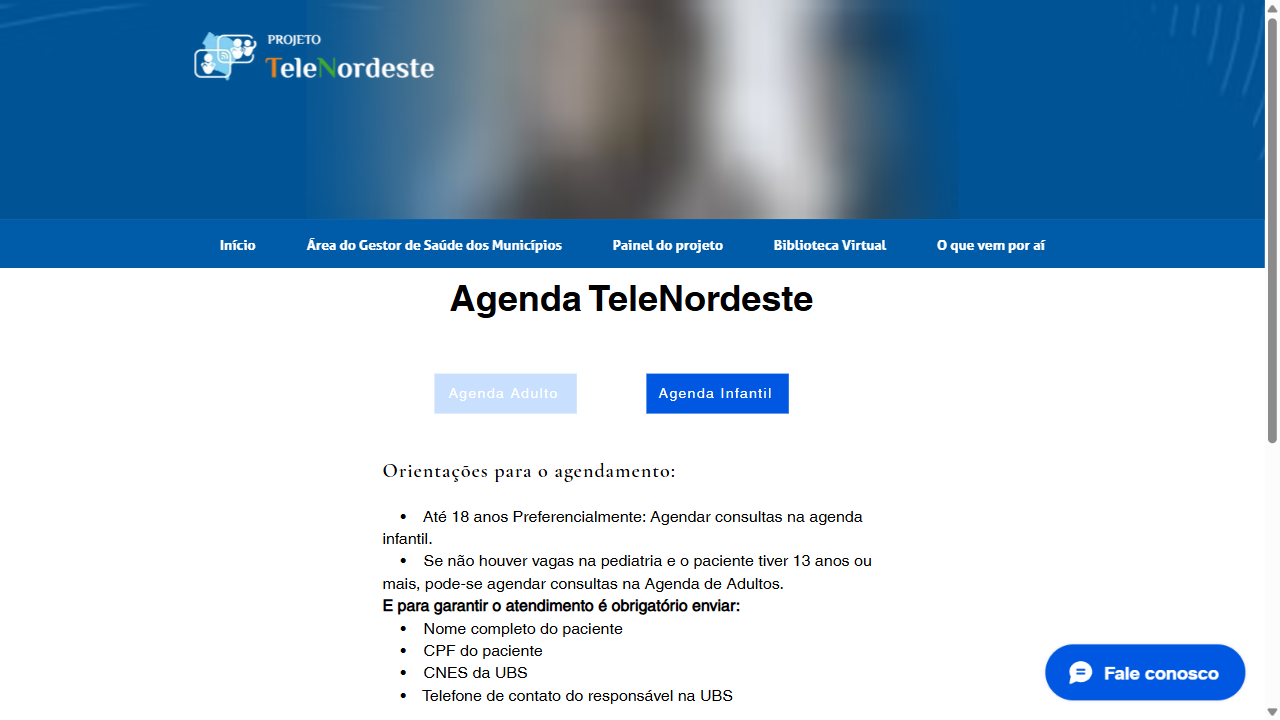 PROJETO
TeleNordeste
Início
Área do Gestor de Saúde dos Municípios
Painel do projeto
Biblioteca Virtual
O que vem por aí
Agenda TeleNordeste
Agenda Adulto
Agenda Infantil
Orientações para o agendamento:
• Até 18 anos Preferencialmente: Agendar consultas na agenda
infantil.
• Se não houver vagas na pediatria e o paciente tiver 13 anos ou
mais, pode-se agendar consultas na Agenda de Adultos.
E para garantir o atendimento é obrigatório enviar:
• Nome completo do paciente
• CPF do paciente
• CNES da UBS
• Telefone de contato do responsável na UBS
Fale conosco